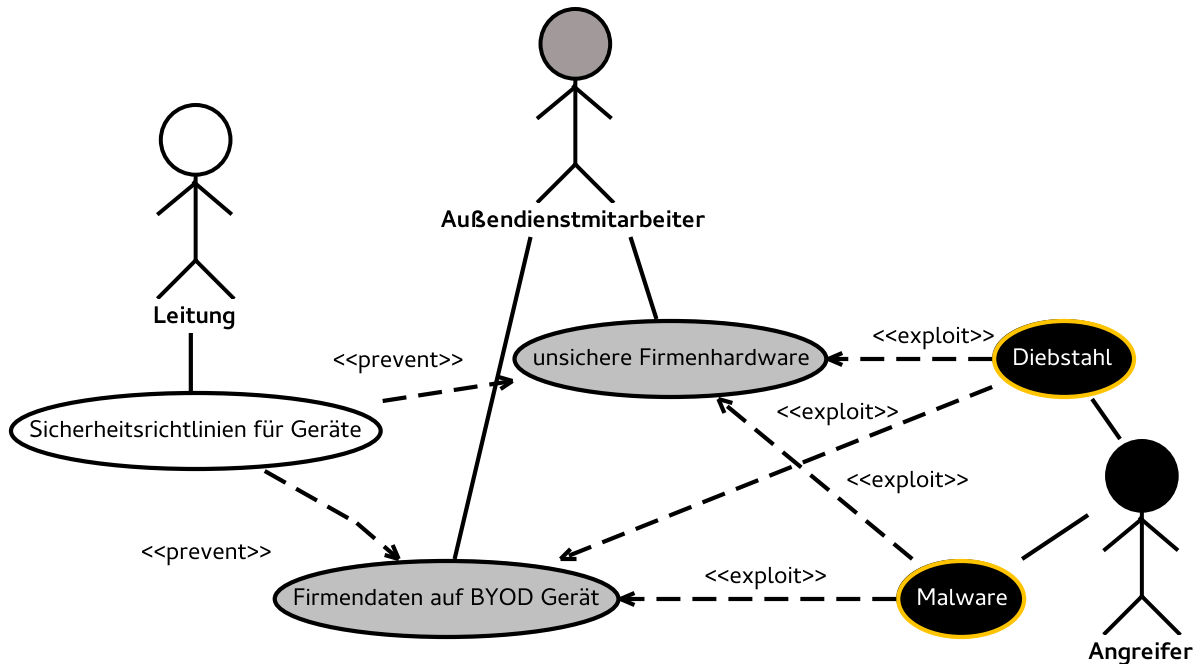 Außendienstmitarbeiter
Leitung
<<prevent>>
unsichere Firmenhardware
<<exploit>>
Diebstahl
Sicherheitsrichtlinien für Geräte
<<exploit>>
<<exploit>>
<<prevent>>
<<exploit>>
Firmendaten auf BYOD Gerät
Malware
Angreifer